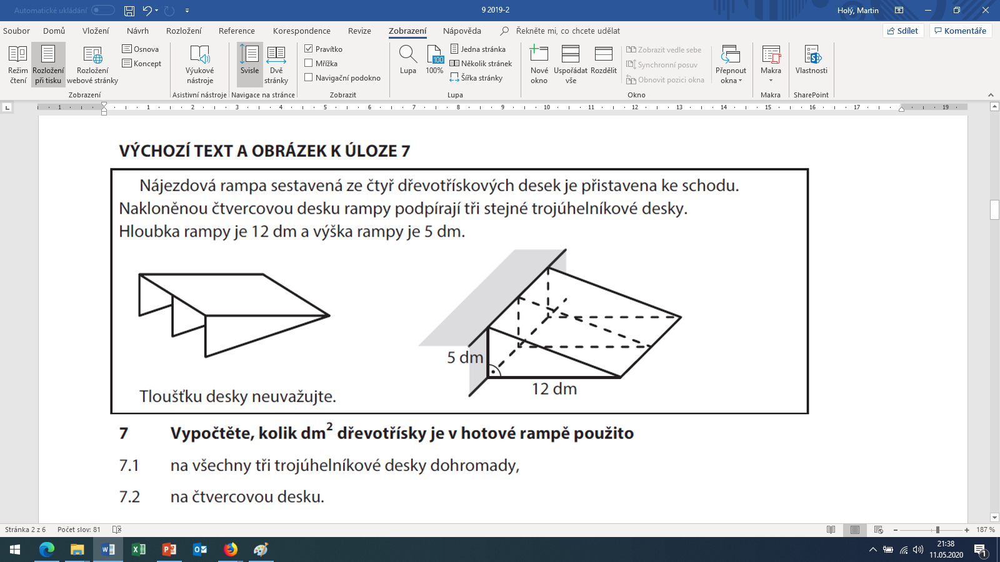 Automatické ukládání
9 2019-2
Holý, Martin
Soubor Domů Vložení Návrh Rozložení Reference Korespondence Revize Zobrazení Nápověda Řekněte mi, co chcete udělat Sdílet Komentáře
Režim čtení
Rozložení při tisku
Rozložení webové stránky
Osnova
Koncept
Zobrazení
Výukové nástroje
Asistivní nástroje
Svisle
Dvě stránky
Navigace na stránce
Pravítko
Mřížka
Navigační podokno
Zobrazit
Lupa
100
100%
Jedna stránka
Několik stránek
Šířka stránky
Lupa
Nové okno
Uspořádat vše
Rozdělit
Zobrazit vedle sebe
Synchronní posuv
Obnovit pozici okna
Přepnout okna
Okno
Makra
Makra
S
Vlastnosti
SharePoint
L
1 1 2 3 4 5 6 7 8 9 10 11 12 13 14 15 16 17 19
VÝCHOZÍ TEXT A OBRÁZEK K ÚLOZE 7
Nájezdová rampa sestavená ze čtyř dřevotřískových desek je přistavena ke schodu.
Nakloněnou čtvercovou desku rampy podpírají tři stejné trojúhelníkové desky.
Hloubka rampy je 12 dm a výška rampy je 5 dm.
5 dm
12 dm
Tloušťku desky neuvažujte.
7 Vypočtěte, kolik dm² dřevotřísky je v hotové rampě použito
7.1 na všechny tři trojúhelníkové desky dohromady,
7.2 na čtvercovou desku.
Stránka 2 z 6 Počet slov: 81 187 %
21:38
11.05.2020
1